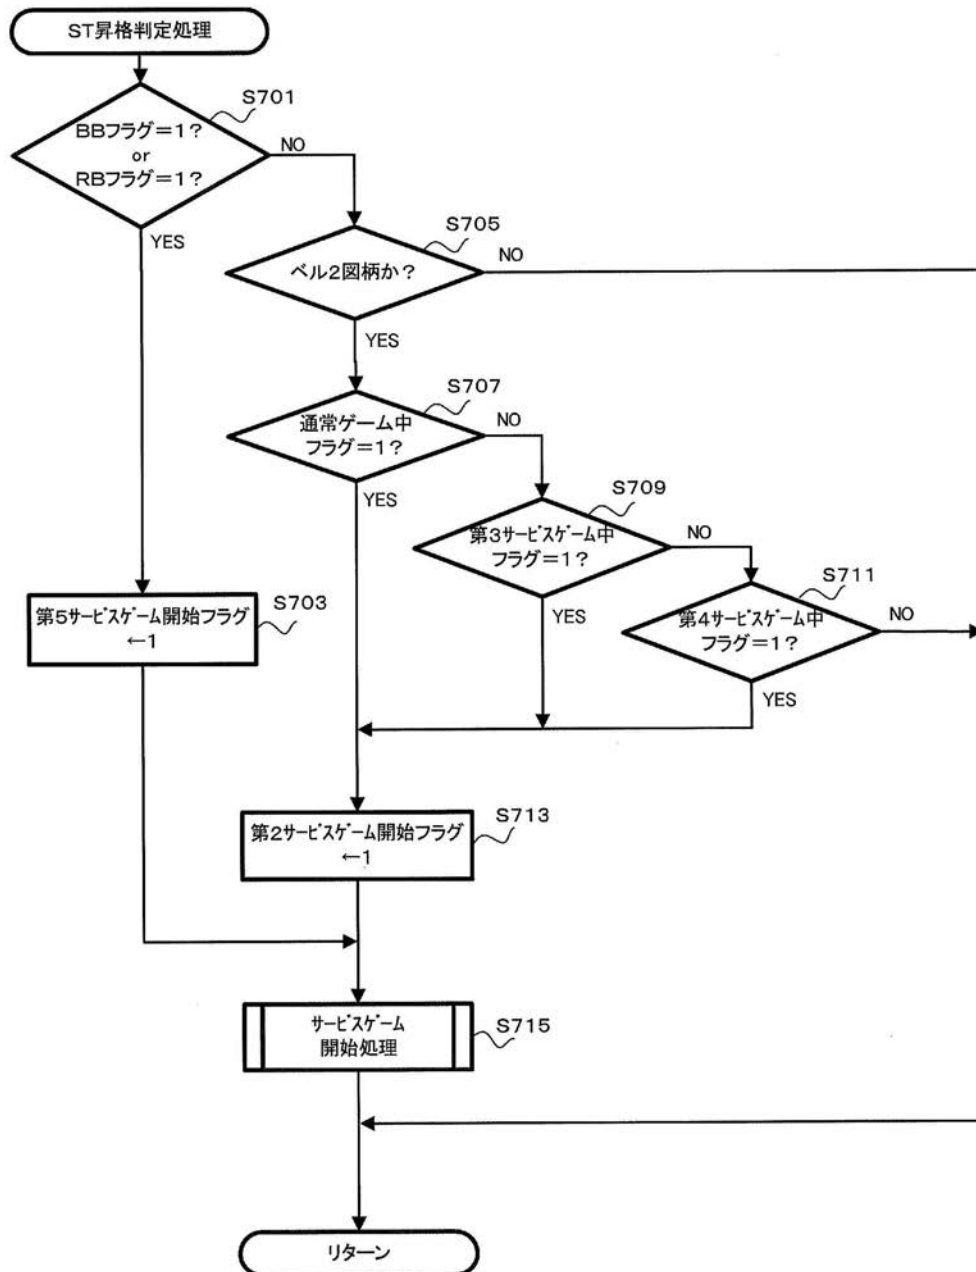 ST昇格判定処理
S701
BBフラグ=1?
or
RBフラグ=1?
NO
YES
S705
ベル2図柄か?
NO
YES
S707
通常ゲーム中
フラグ=1?
NO
YES
S709
第3サービスゲーム中
フラグ=1?
NO
YES
S711
第4サービスゲーム中
フラグ=1?
NO
YES
第5サービスゲーム開始フラグ
←1
S703
第2サービスゲーム開始フラグ
←1
S713
サービスゲーム
開始処理
S715
リターン